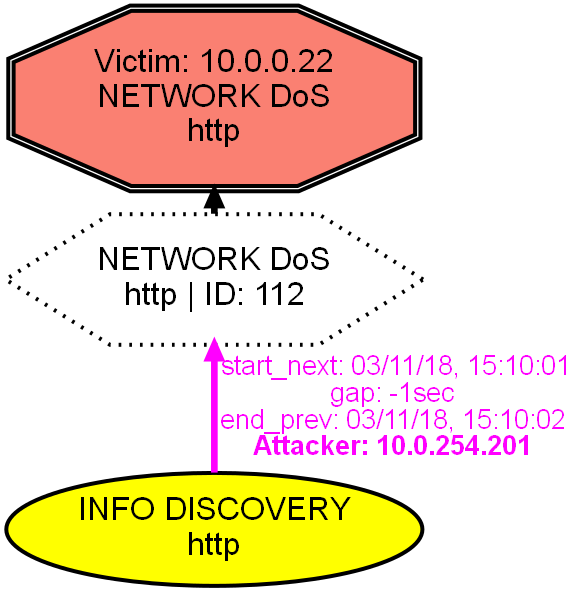 Victim: 10.0.0.22
NETWORK DoS
http
NETWORK DoS
http | ID: 112
start_next: 03/11/18, 15:10:01
gap: -1sec
end_prev: 03/11/18, 15:10:02
Attacker: 10.0.254.201
INFO DISCOVERY
http